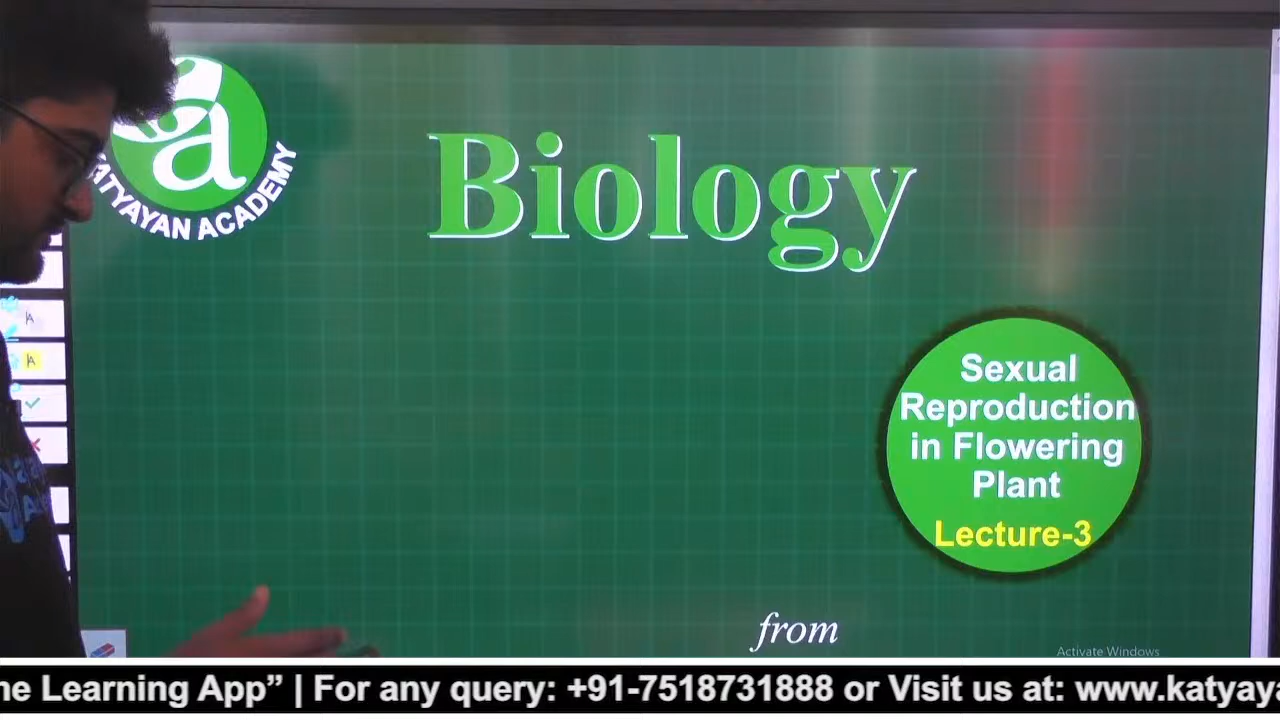 a
KATYAYAN ACADEMY
Biology
A
A
Sexual
Reproduction
in Flowering
Plant
Lecture-3
from
Activate Windows
ne Learning App” | For any query: +91-7518731888 or Visit us at: www.katyaya